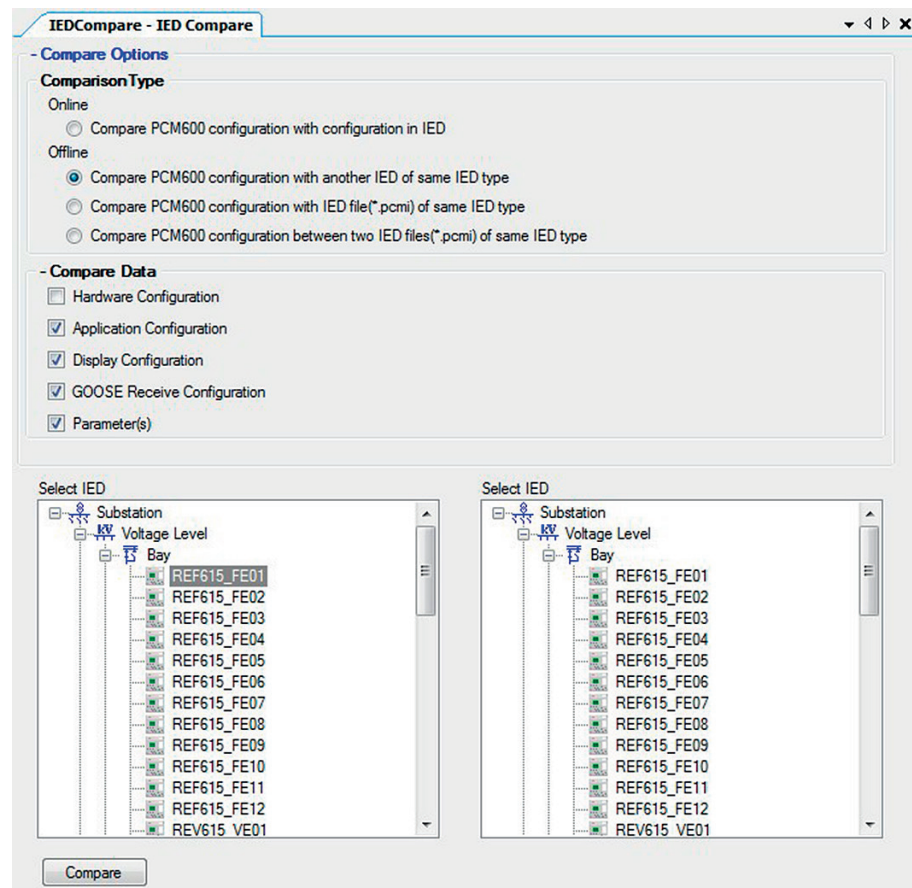 IEDCompare - IED Compare
- Compare Options
ComparisonType
Online
Compare PCM600 configuration with configuration in IED
Offline
Compare PCM600 configuration with another IED of same IED type
Compare PCM600 configuration with IED file(*.pcmi) of same IED type
Compare PCM600 configuration between two IED files(*.pcmi) of same IED type
- Compare Data
Hardware Configuration
Application Configuration
Display Configuration
GOOSE Receive Configuration
Parameter(s)
Select IED
Substation
KV Voltage Level
Bay
REF615_FE01
REF615_FE02
REF615_FE03
REF615_FE04
REF615_FE05
REF615_FE06
REF615_FE07
REF615_FE08
REF615_FE09
REF615_FE10
REF615_FE11
REF615_FE12
REV615_VE01
Select IED
Substation
KV Voltage Level
Bay
REF615_FE01
REF615_FE02
REF615_FE03
REF615_FE04
REF615_FE05
REF615_FE06
REF615_FE07
REF615_FE08
REF615_FE09
REF615_FE10
REF615_FE11
REF615_FE12
REV615_VE01
Compare